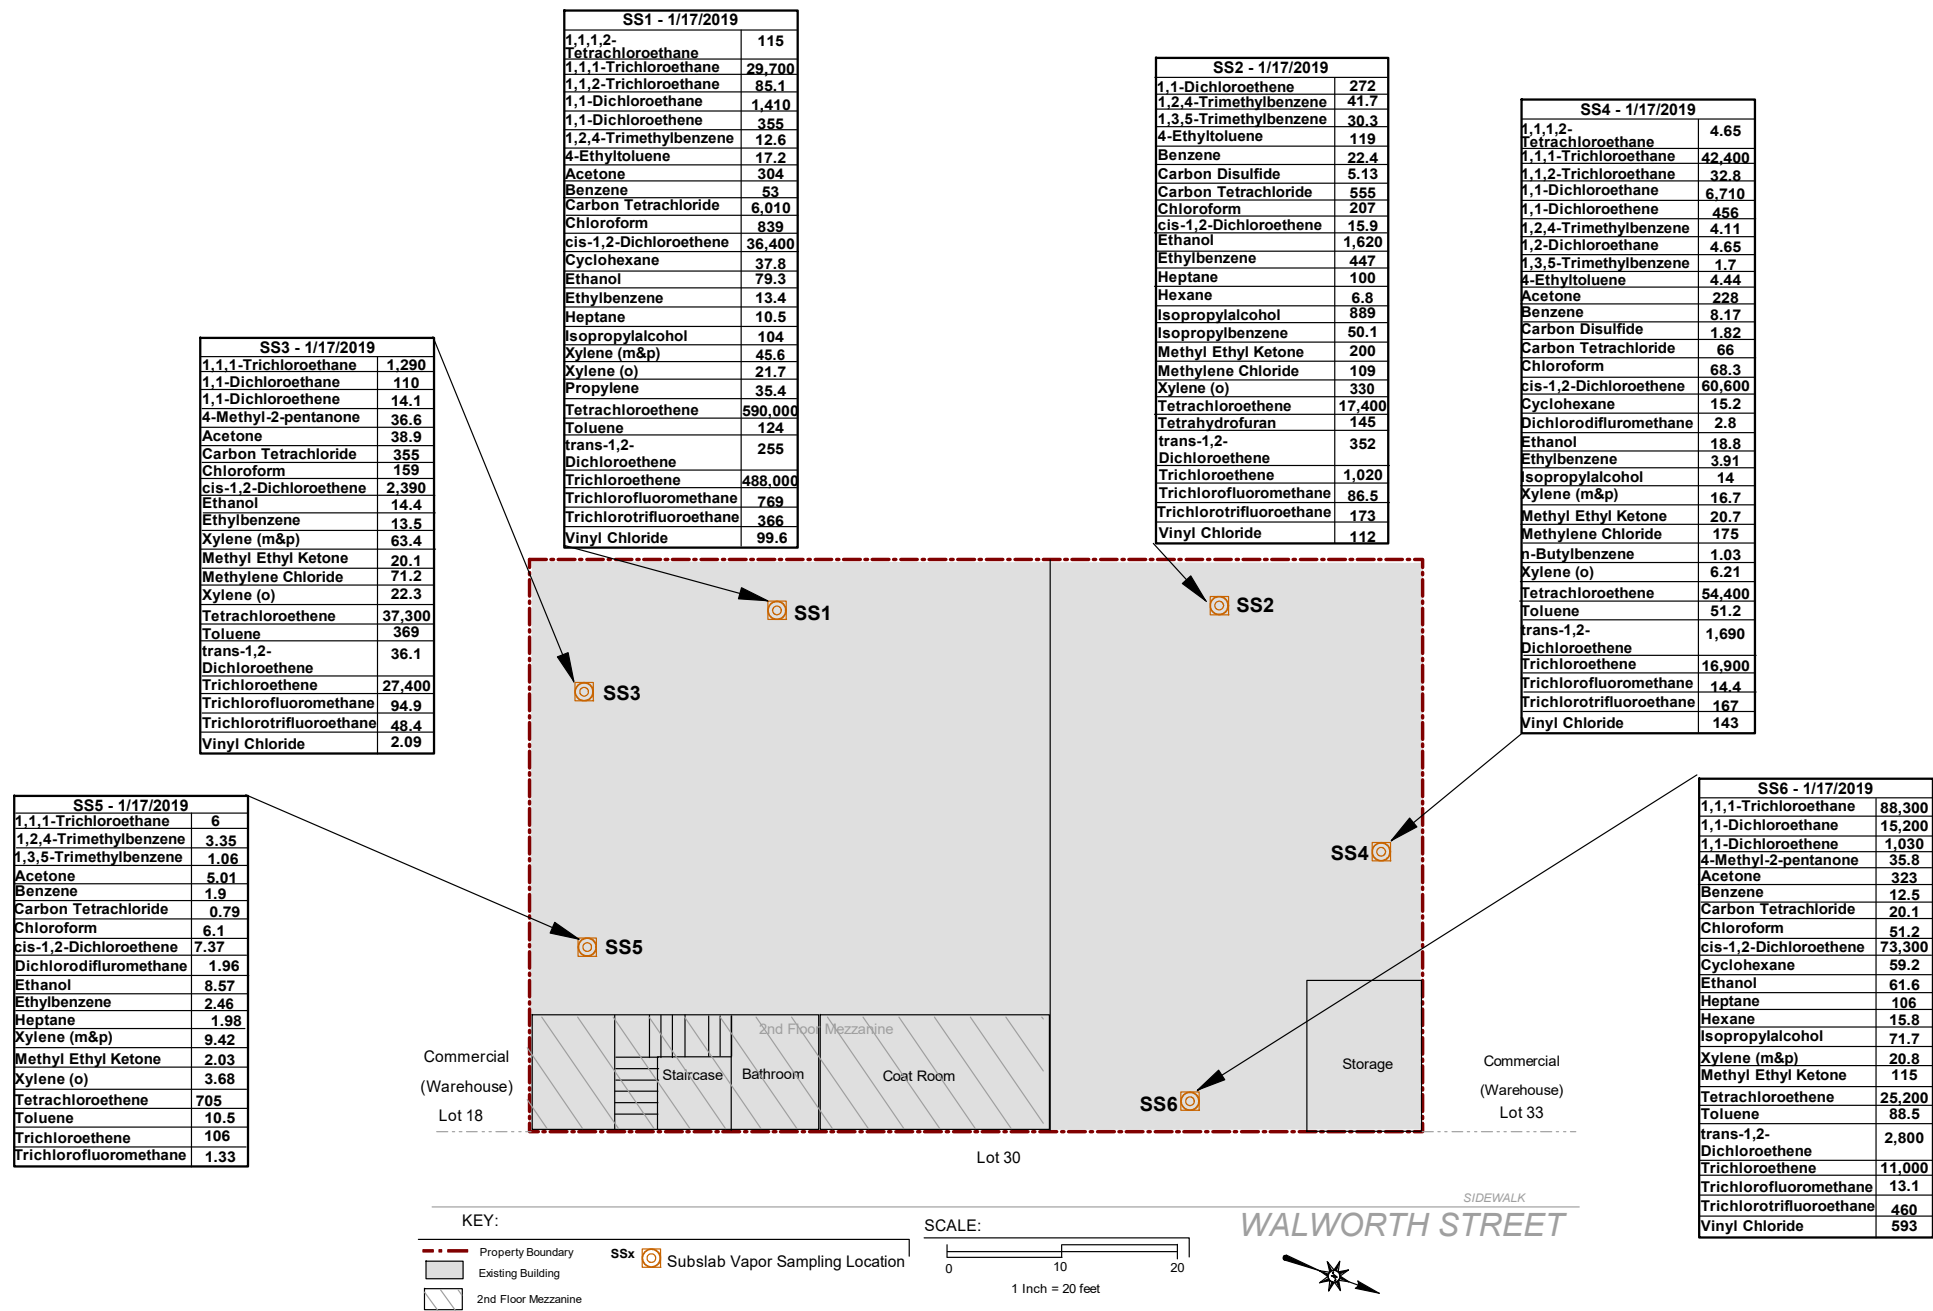 SS1 - 1/17/2019
1,1,1,2-
Tetrachloroethane 115
1,1,1-Trichloroethane 29,700
1,1,2-Trichloroethane 85.1
1,1-Dichloroethane 1,410
1,1-Dichloroethene 355
1,2,4-Trimethylbenzene 12.6
4-Ethyltoluene 17.2
Acetone 304
Benzene 53
Carbon Tetrachloride 6,010
Chloroform 839
cis-1,2-Dichloroethene 36,400
Cyclohexane 37.8
Ethanol 79.3
Ethylbenzene 13.4
Heptane 10.5
Isopropylalcohol 104
Xylene (m&p) 45.6
Xylene (o) 21.7
Propylene 35.4
Tetrachloroethene 590,000
Toluene 124
trans-1,2-
Dichloroethene 255
Trichloroethene 488,000
Trichlorofluoromethane 769
Trichlorotrifluoroethane 366
Vinyl Chloride 99.6
SS2 - 1/17/2019
1,1-Dichloroethene 272
1,2,4-Trimethylbenzene 41.7
1,3,5-Trimethylbenzene 30.3
4-Ethyltoluene 119
Benzene 22.4
Carbon Disulfide 5.13
Carbon Tetrachloride 555
Chloroform 207
cis-1,2-Dichloroethene 15.9
Ethanol 1,620
Ethylbenzene 447
Heptane 100
Hexane 6.8
Isopropylalcohol 889
Isopropylbenzene 50.1
Methyl Ethyl Ketone 200
Methylene Chloride 109
Xylene (o) 330
Tetrachloroethene 17,400
Tetrahydrofuran 145
trans-1,2-
Dichloroethene 352
Trichloroethene 1,020
Trichlorofluoromethane 86.5
Trichlorotrifluoroethane 173
Vinyl Chloride 112
SS4 - 1/17/2019
1,1,1,2-
Tetrachloroethane 4.65
1,1,1-Trichloroethane 42,400
1,1,2-Trichloroethane 32.8
1,1-Dichloroethane 6,710
1,1-Dichloroethene 456
1,2,4-Trimethylbenzene 4.11
1,2-Dichloroethane 4.65
1,3,5-Trimethylbenzene 1.7
4-Ethyltoluene 4.44
Acetone 228
Benzene 8.17
Carbon Disulfide 1.82
Carbon Tetrachloride 66
Chloroform 68.3
cis-1,2-Dichloroethene 60,600
Cyclohexane 15.2
Dichlorodifluromethane 2.8
Ethanol 18.8
Ethylbenzene 3.91
Isopropylalcohol 14
Xylene (m&p) 16.7
Methyl Ethyl Ketone 20.7
Methylene Chloride 175
n-Butylbenzene 1.03
Xylene (o) 6.21
Tetrachloroethene 54,400
Toluene 51.2
trans-1,2-
Dichloroethene 1,690
Trichloroethene 16,900
Trichlorofluoromethane 14.4
Trichlorotrifluoroethane 167
Vinyl Chloride 143
SS3 - 1/17/2019
1,1,1-Trichloroethane 1,290
1,1-Dichloroethane 110
1,1-Dichloroethene 14.1
4-Methyl-2-pentanone 36.6
Acetone 38.9
Carbon Tetrachloride 355
Chloroform 159
cis-1,2-Dichloroethene 2,390
Ethanol 14.4
Ethylbenzene 13.5
Xylene (m&p) 63.4
Methyl Ethyl Ketone 20.1
Methylene Chloride 71.2
Xylene (o) 22.3
Tetrachloroethene 37,300
Toluene 369
trans-1,2-
Dichloroethene 36.1
Trichloroethene 27,400
Trichlorofluoromethane 94.9
Trichlorotrifluoroethane 48.4
Vinyl Chloride 2.09
SS5 - 1/17/2019
1,1,1-Trichloroethane 6
1,2,4-Trimethylbenzene 3.35
1,3,5-Trimethylbenzene 1.06
Acetone 5.01
Benzene 1.9
Carbon Tetrachloride 0.79
Chloroform 6.1
cis-1,2-Dichloroethene 7.37
Dichlorodifluromethane 1.96
Ethanol 8.57
Ethylbenzene 2.46
Heptane 1.98
Xylene (m&p) 9.42
Methyl Ethyl Ketone 2.03
Xylene (o) 3.68
Tetrachloroethene 705
Toluene 10.5
Trichloroethene 106
Trichlorofluoromethane 1.33
SS6 - 1/17/2019
1,1,1-Trichloroethane 88,300
1,1-Dichloroethane 15,200
1,1-Dichloroethene 1,030
4-Methyl-2-pentanone 35.8
Acetone 323
Benzene 12.5
Carbon Tetrachloride 20.1
Chloroform 51.2
cis-1,2-Dichloroethene 73,300
Cyclohexane 59.2
Ethanol 61.6
Heptane 106
Hexane 15.8
Isopropylalcohol 71.7
Xylene (m&p) 20.8
Methyl Ethyl Ketone 115
Tetrachloroethene 25,200
Toluene 88.5
trans-1,2-
Dichloroethene 2,800
Trichloroethene 11,000
Trichlorofluoromethane 13.1
Trichlorotrifluoroethane 460
Vinyl Chloride 593
SS1
SS2
SS3
SS4
SS5
SS6
2nd Floor Mezzanine
Staircase
Bathroom
Coat Room
Storage
Commercial
(Warehouse)
Lot 18
Commercial
(Warehouse)
Lot 33
Lot 30
SIDEWALK
WALWORTH STREET
KEY:
Property Boundary
Existing Building
2nd Floor Mezzanine
SSx Subslab Vapor Sampling Location
SCALE:
0 10 20
1 Inch = 20 feet